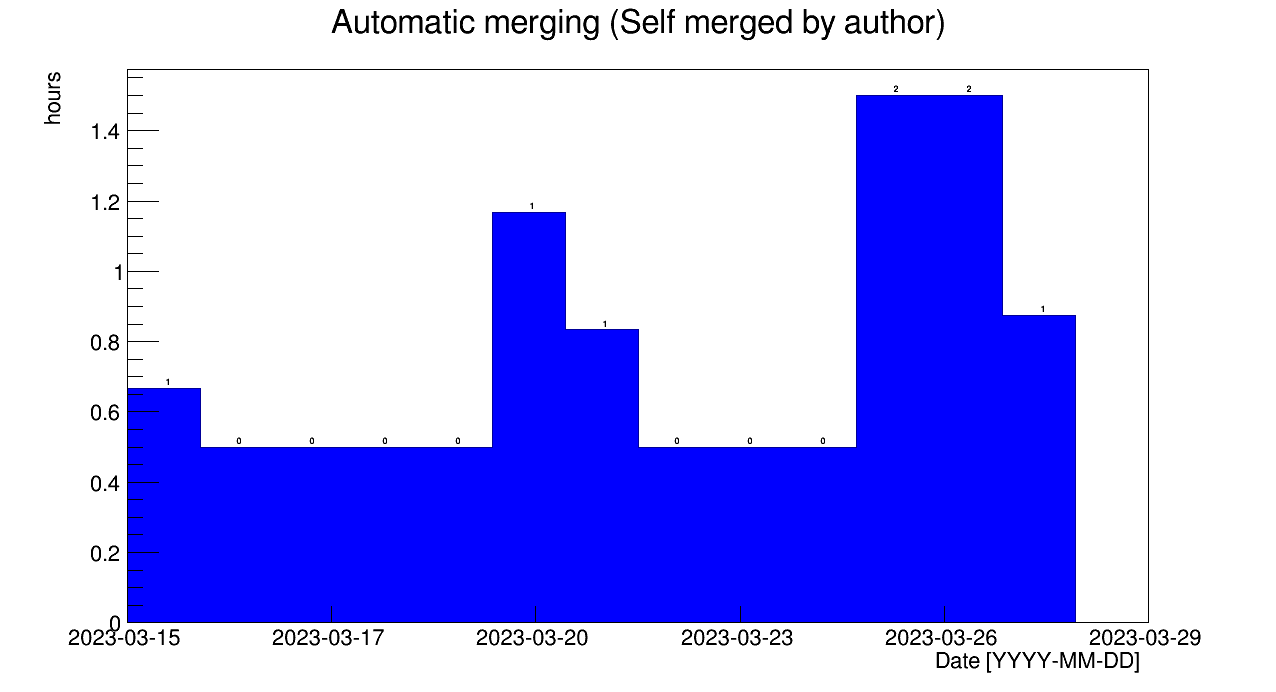 Automatic merging (Self merged by author)
hours
1.4
1.2
1
0.8
0.6
0.4
0.2
0
1 0 0 0 0 1 1 0 0 0 2 2 1
2023-03-15 2023-03-17 2023-03-20 2023-03-23 2023-03-26 2023-03-29
Date [YYYY-MM-DD]